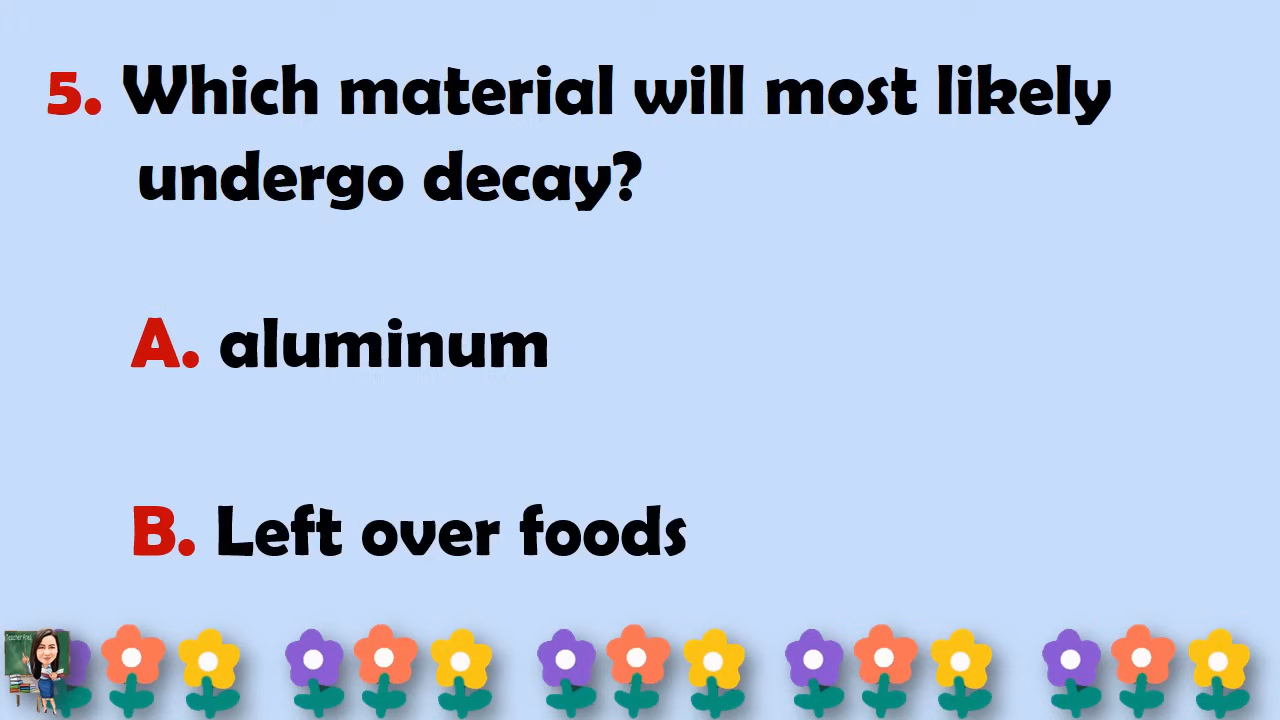 5. Which material will most likely
undergo decay?
A. aluminum
B. Left over foods